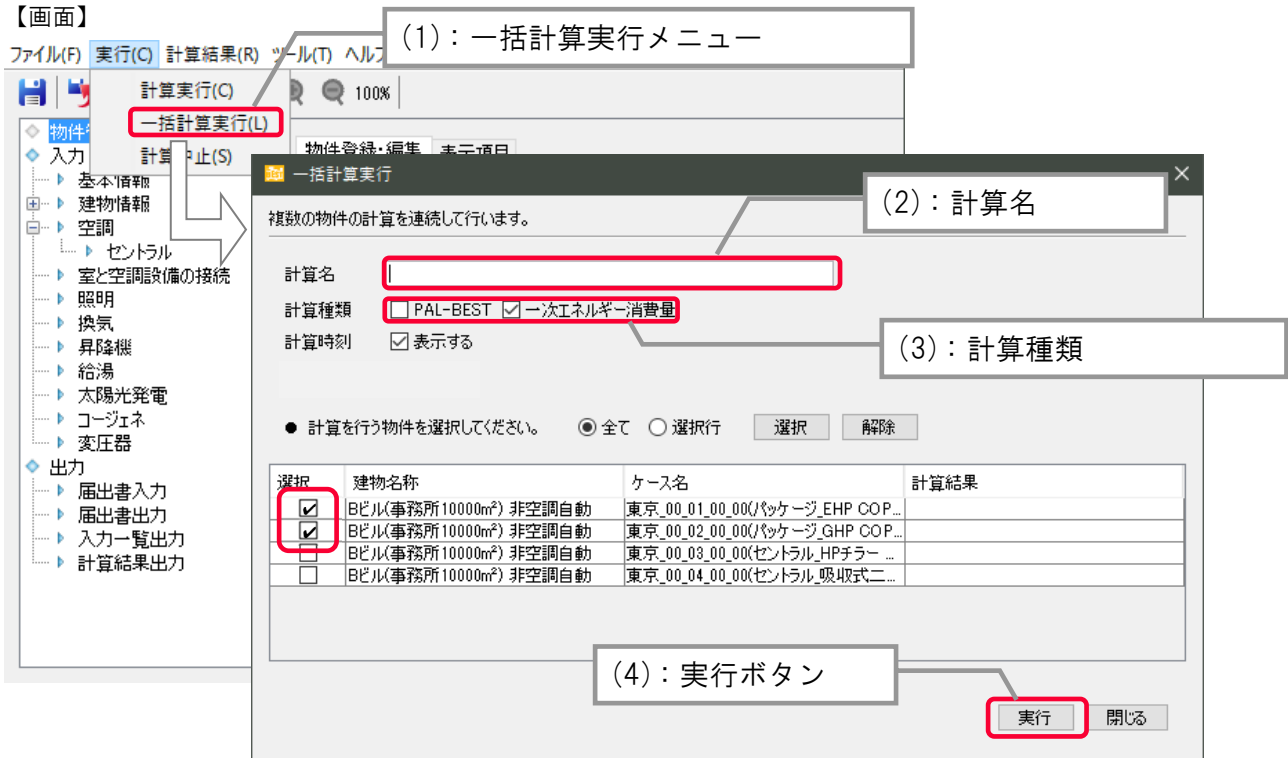 【画面】
(1)：一括計算実行メニュー
ファイル(F) 実行(C) 計算結果(R) ツール(T) ヘルプ
計算実行(C)
100%
一括計算実行(L)
計算中止(S)
物件登録・編集 表示項目
物件
入力
基本情報
建物情報
空調
セントラル
室と空調設備の接続
照明
換気
昇降機
給湯
太陽光発電
コージェネ
変圧器
出力
届出書入力
届出書出力
入力一覧出力
計算結果出力
一括計算実行
(2)：計算名
複数の物件の計算を連続して行います。
計算名
計算種類 PAL-BEST 一次エネルギー消費量
(3)：計算種類
計算時刻 表示する
● 計算を行う物件を選択してください。 全て 選択行 選択 解除
選択 建物名称 ケース名 計算結果
Bビル(事務所10000㎡) 非空調自動 東京_00_01_00_00(パッケージ_EHP COP...
Bビル(事務所10000㎡) 非空調自動 東京_00_02_00_00(パッケージ_GHP COP...
Bビル(事務所10000㎡) 非空調自動 東京_00_03_00_00(セントラル_HPチラー ...
Bビル(事務所10000㎡) 非空調自動 東京_00_04_00_00(セントラル_吸収式二...
(4)：実行ボタン
実行 閉じる